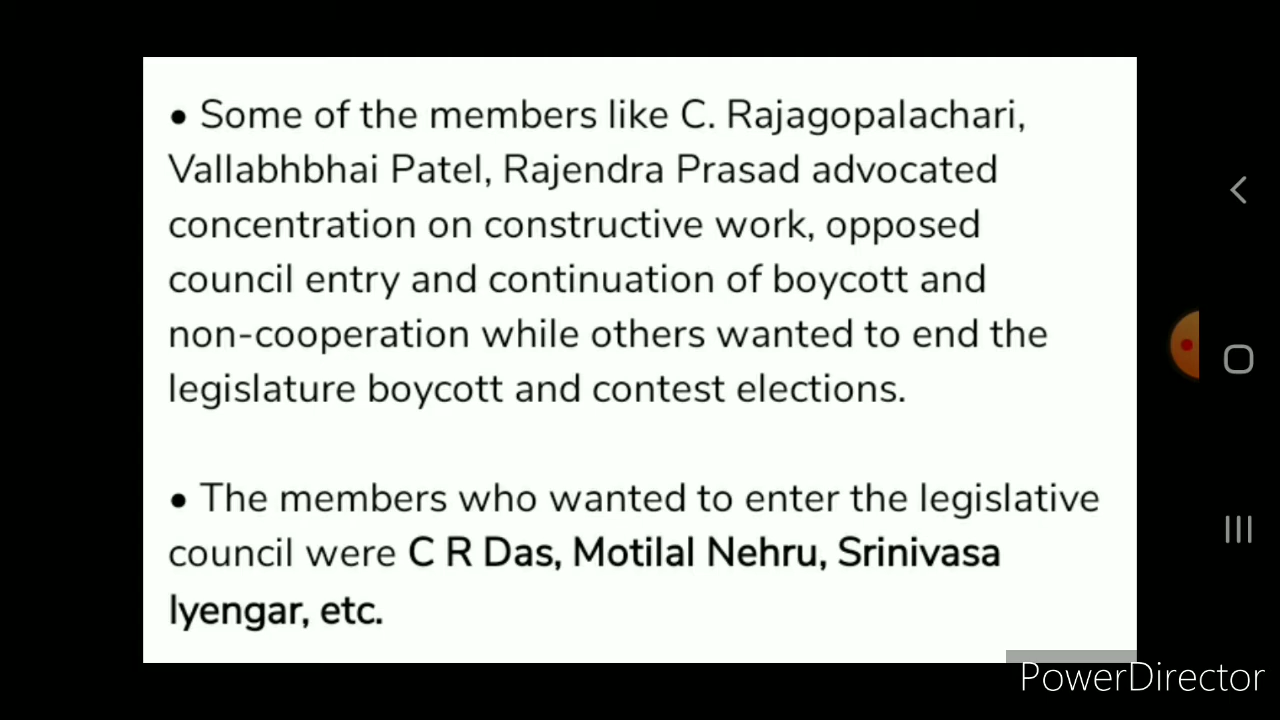 • Some of the members like C. Rajagopalachari,
Vallabhbhai Patel, Rajendra Prasad advocated
concentration on constructive work, opposed
council entry and continuation of boycott and
non-cooperation while others wanted to end the
legislature boycott and contest elections.
• The members who wanted to enter the legislative
council were C R Das, Motilal Nehru, Srinivasa
Iyengar, etc.
PowerDirector